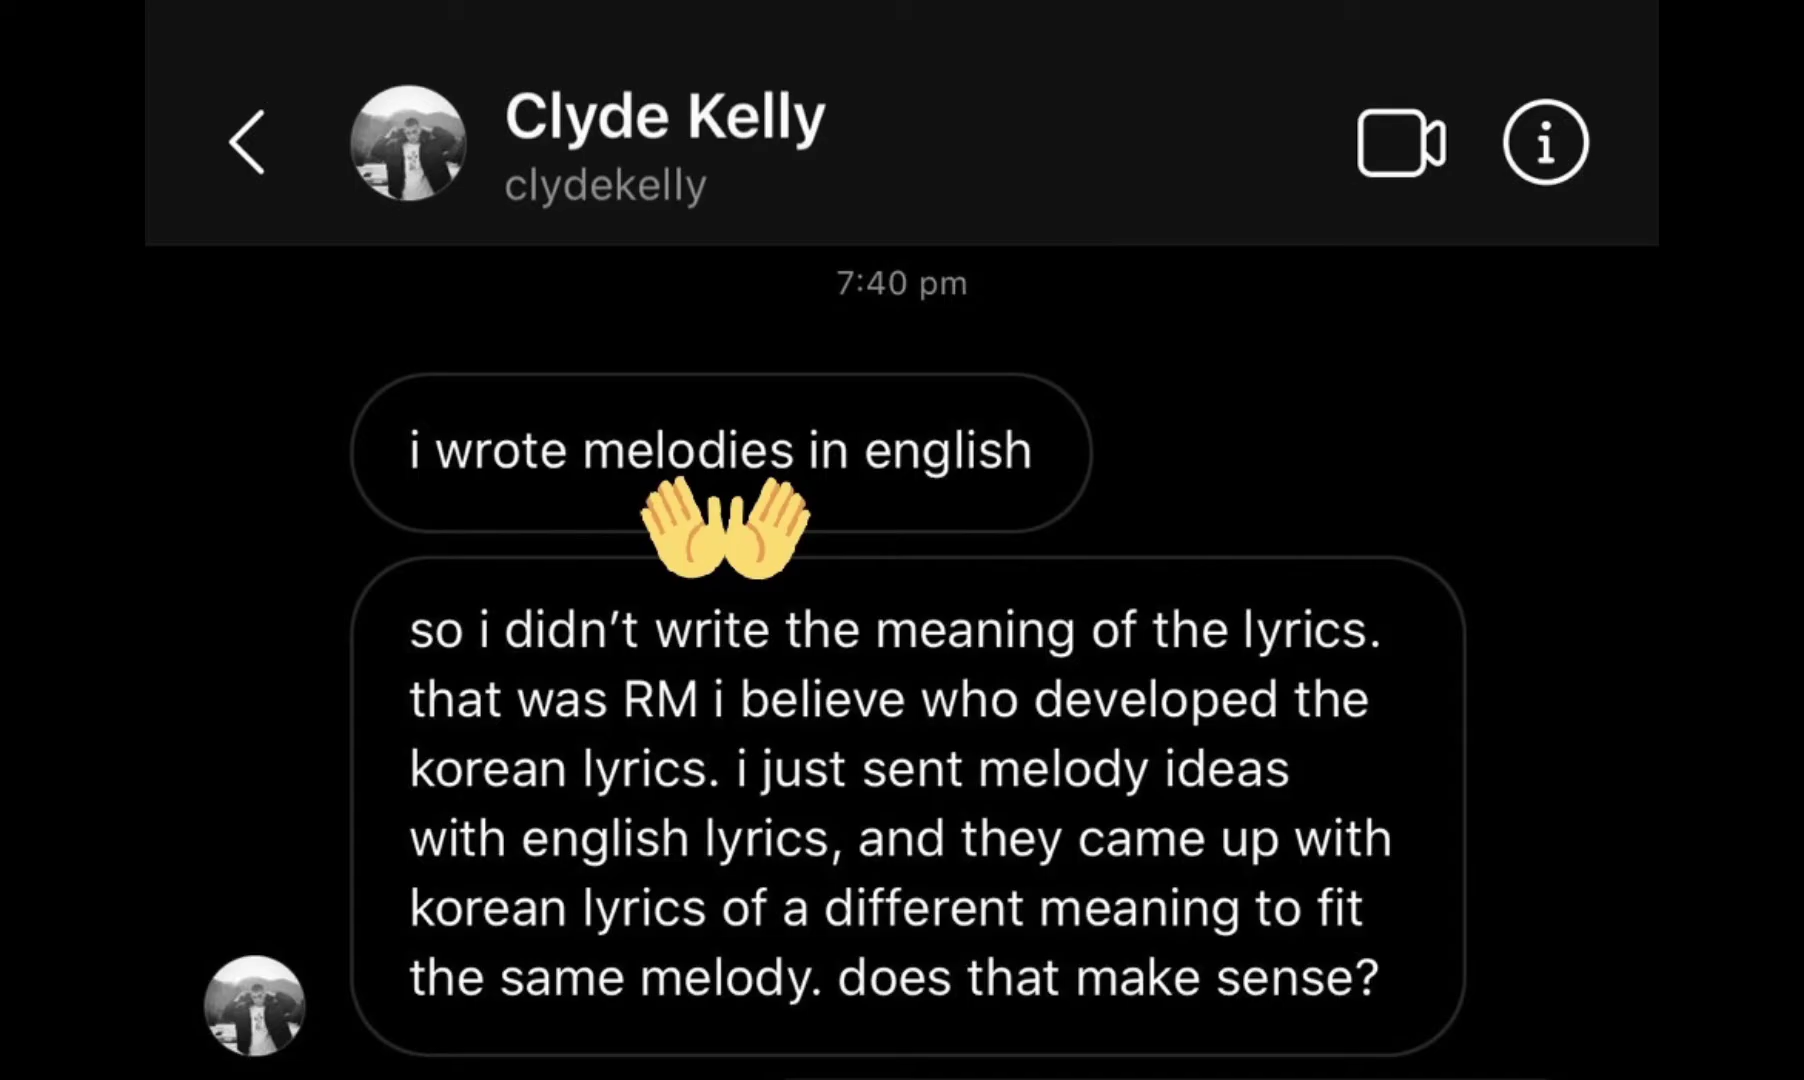 Clyde Kelly
clydekelly
7:40 pm
i wrote melodies in english
so i didn’t write the meaning of the lyrics.
that was RM i believe who developed the
korean lyrics. i just sent melody ideas
with english lyrics, and they came up with
korean lyrics of a different meaning to fit
the same melody. does that make sense?